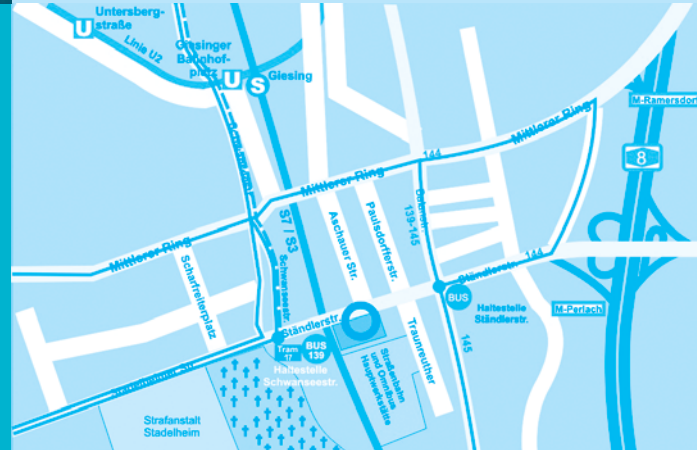 Untersberg-
straße
U
Linie U2
Giesinger
Bahnhof-
platz
U
S
Giesing
M-Ramersdorf
8
Mittlerer Ring
144
Mittlerer Ring
Mittlerer Ring
S7 / S3
Schwanseestr.
Aschauer Str.
Paulsdorfferstr.
139-145
Scharfreiterplatz
Ständlerstr.
144
BUS
Haltestelle
Ständlerstr.
M-Perlach
Ständlerstr.
Tram
17
BUS
139
Haltestelle
Schwanseestr.
Traunreuther
145
Straßenbahn
und Omnibus
Hauptwerkstätte
Strafanstalt
Stadelheim